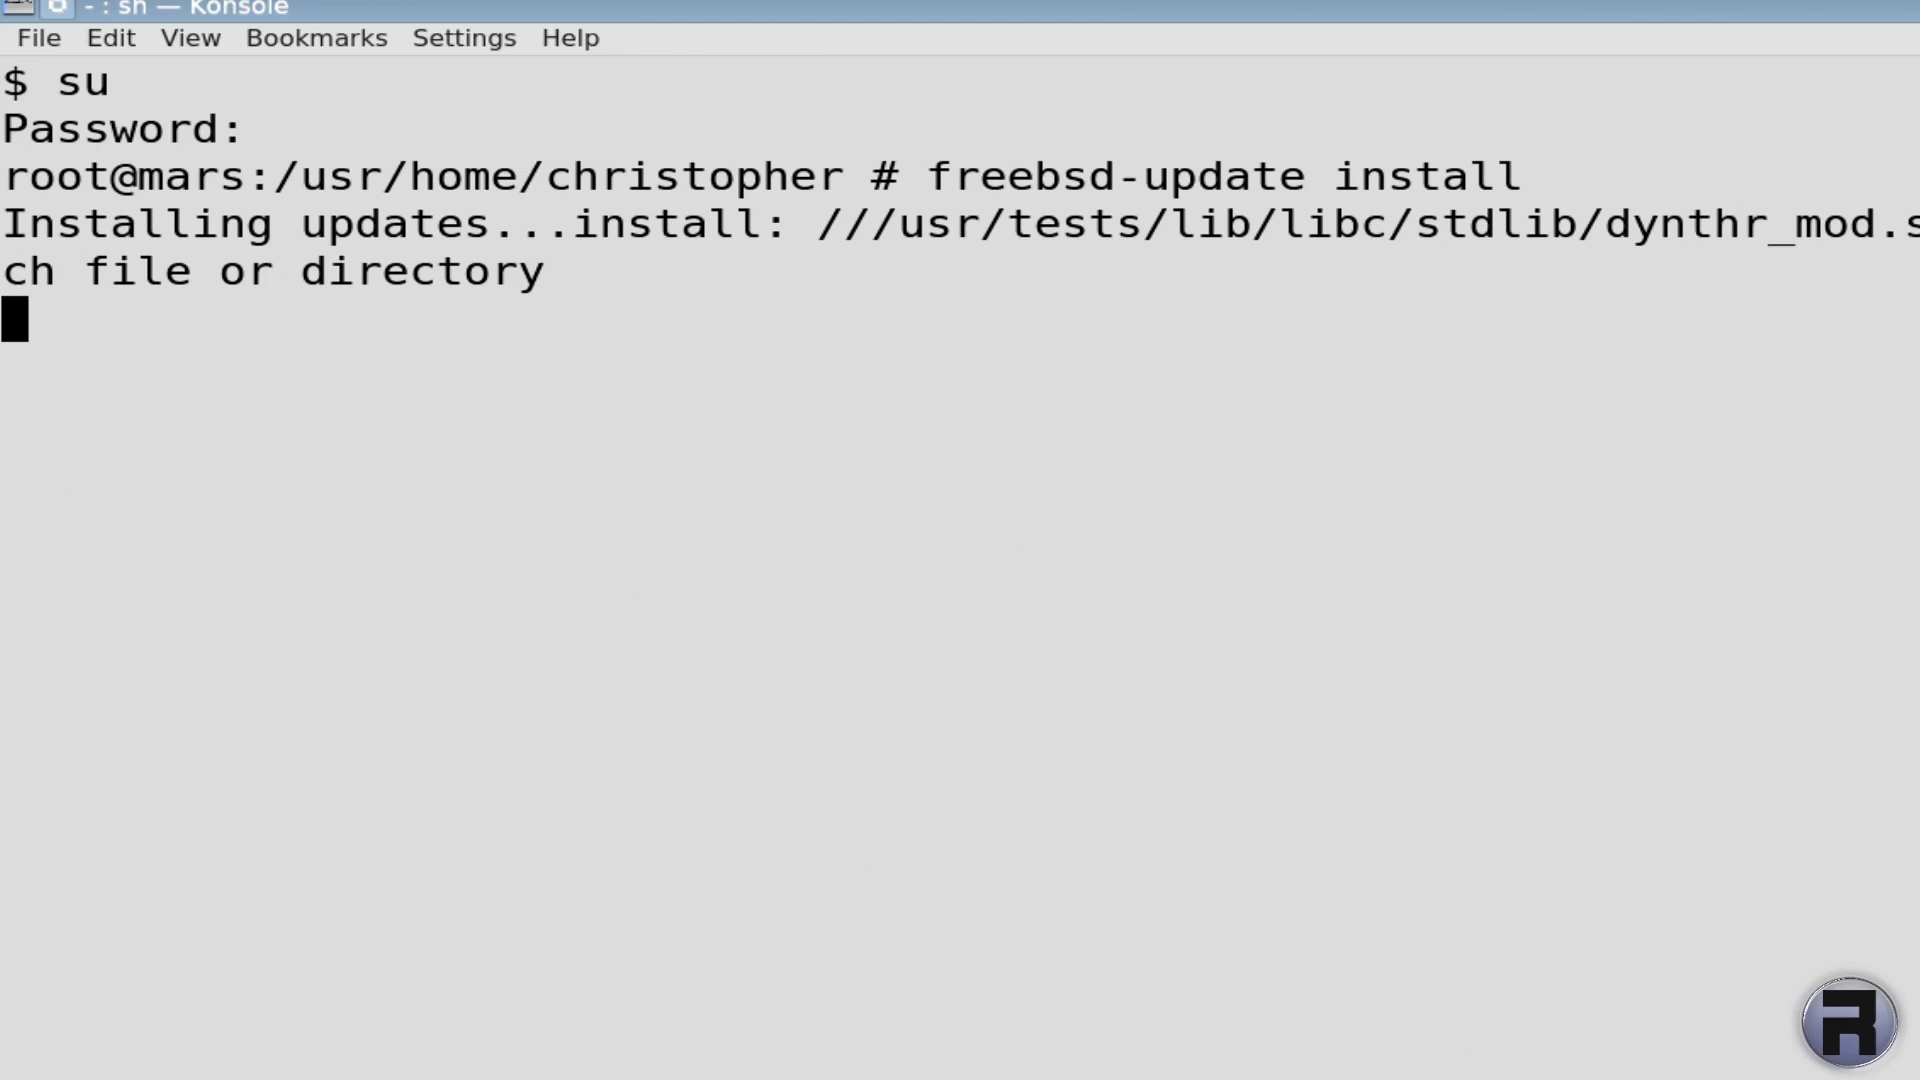 - : sh — Konsole
File Edit View Bookmarks Settings Help
$ su
Password:
root@mars:/usr/home/christopher # freebsd-update install
Installing updates...install: ///usr/tests/lib/libc/stdlib/dynthr_mod.s
ch file or directory
R